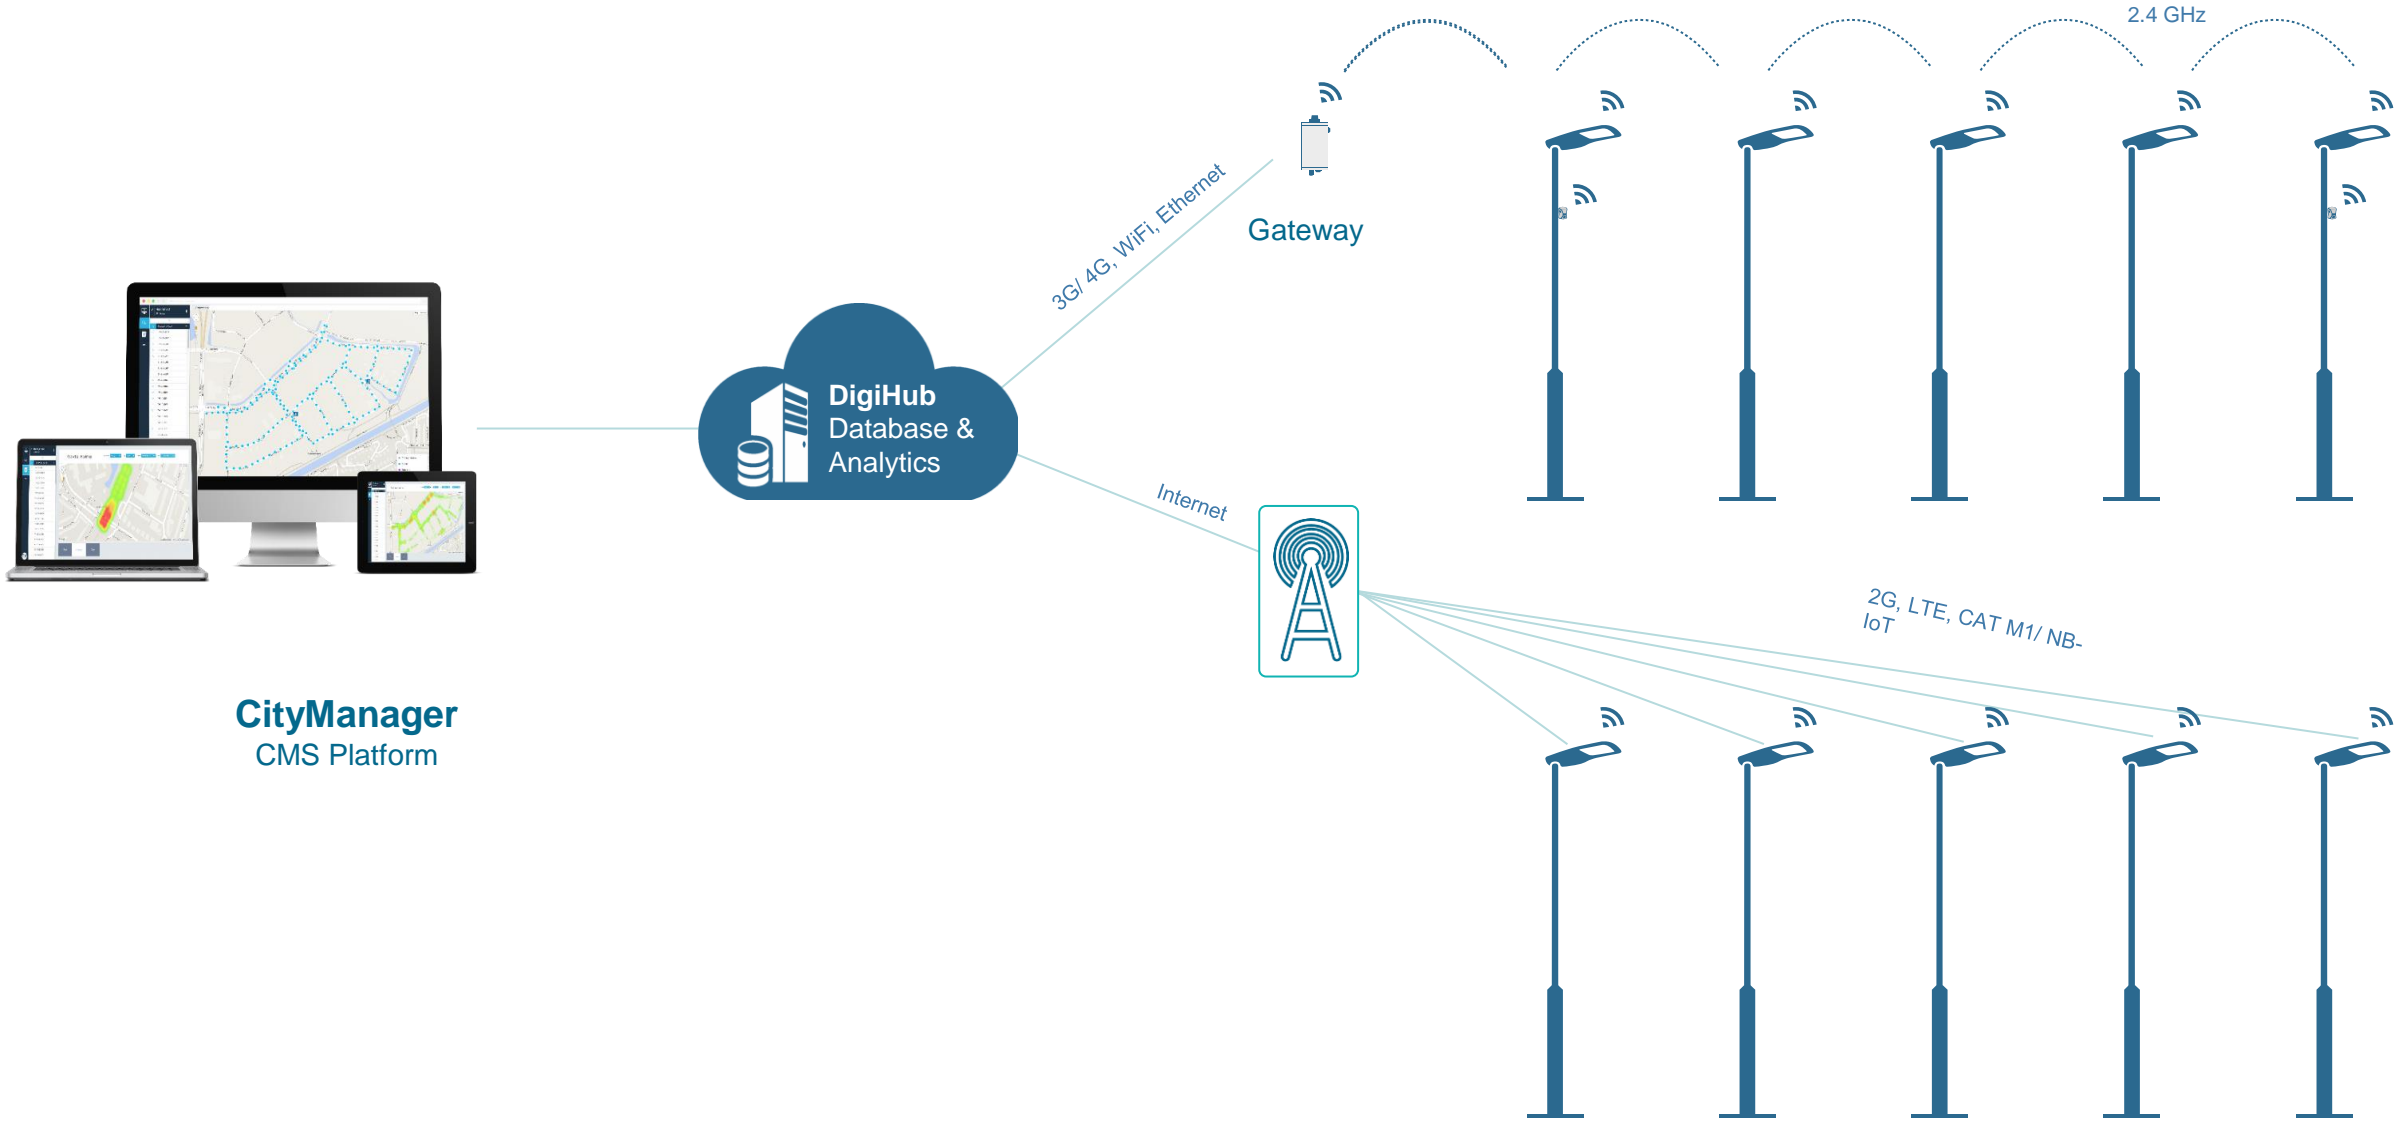 2.4 GHz
3G/ 4G, WiFi, Ethernet
Gateway
DigiHub
Database &
Analytics
Internet
2G, LTE, CAT M1/ NB-
IoT
CityManager
CMS Platform